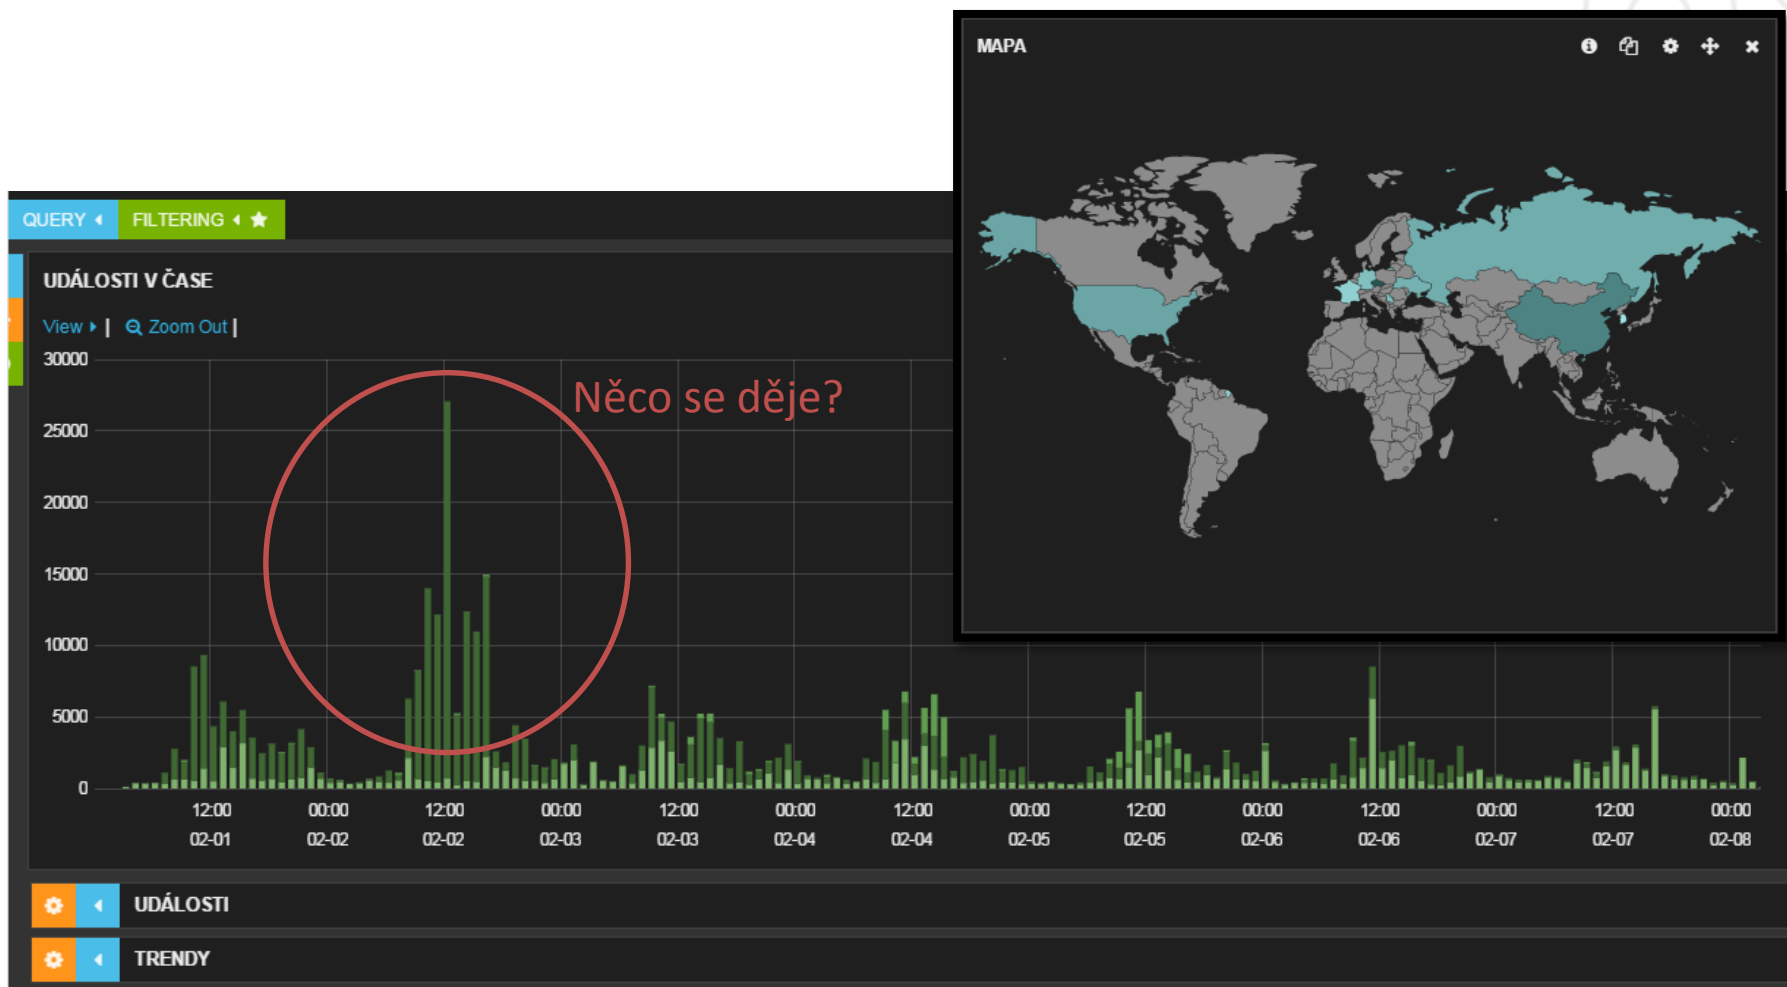 MAPA
QUERY FILTERING
UDÁLOSTI V ČASE
View | Zoom Out |
Něco se děje?
30000
25000
20000
15000
10000
5000
0
12:00 00:00 12:00 00:00 12:00 00:00 12:00 00:00 12:00 00:00 12:00 00:00 12:00 00:00
02-01 02-02 02-02 02-03 02-03 02-04 02-04 02-05 02-05 02-06 02-06 02-07 02-07 02-08
UDÁLOSTI
TRENDY